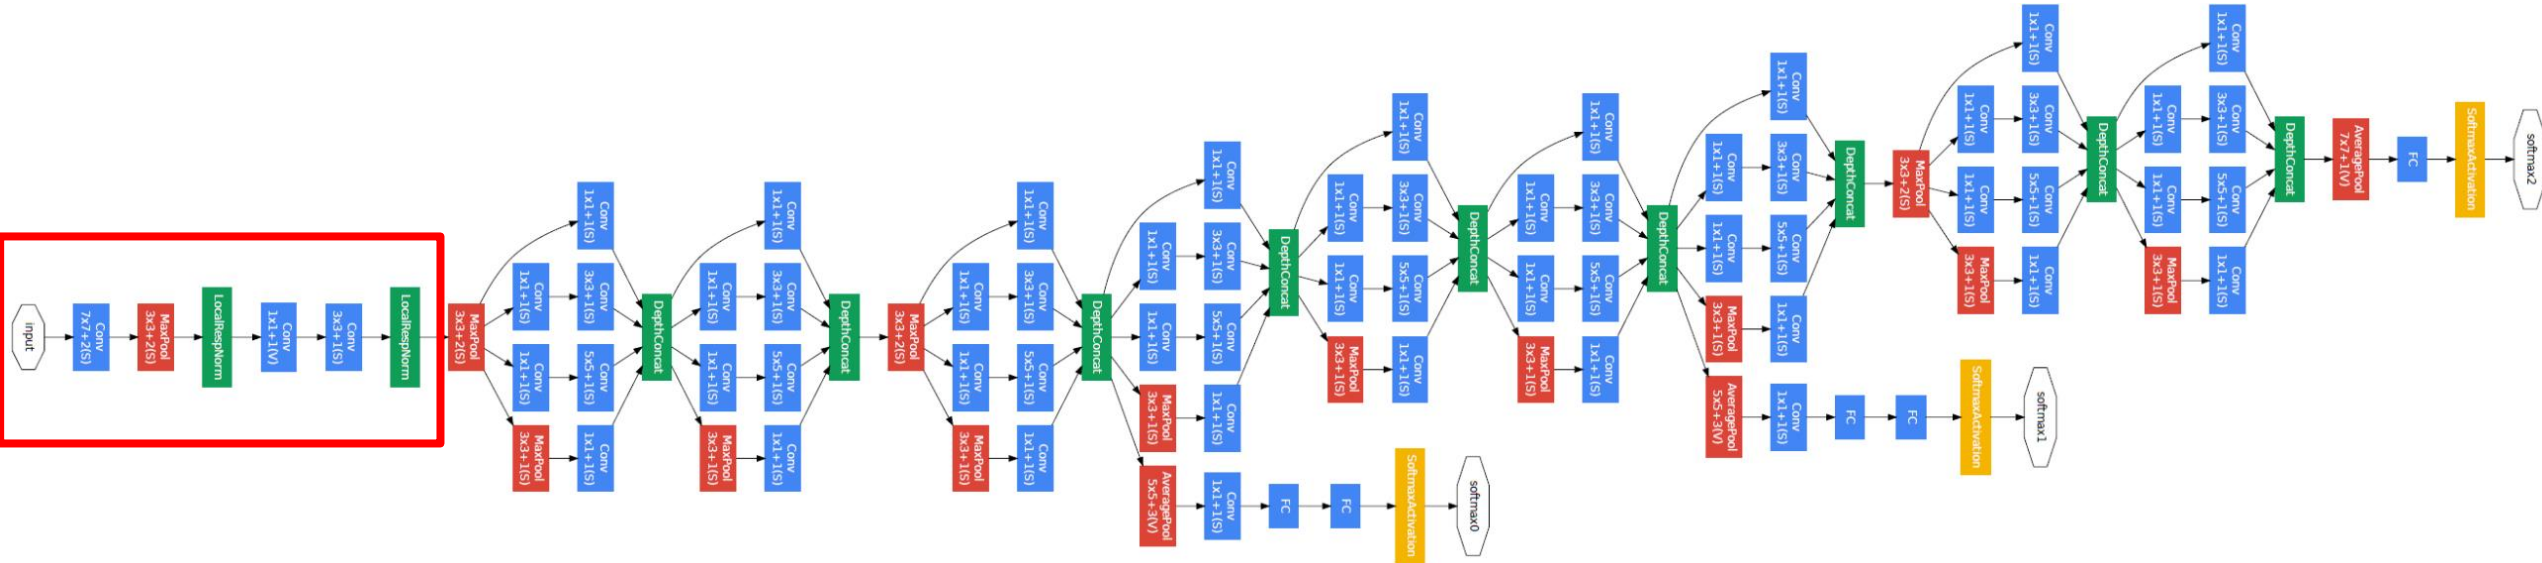 input
Conv
7x7+2(S)
MaxPool
3x3+2(S)
LocalRespNorm
Conv
1x1+1(V)
Conv
3x3+1(S)
LocalRespNorm
MaxPool
3x3+2(S)
Conv
1x1+1(S)
Conv
1x1+1(S)
Conv
3x3+1(S)
Conv
1x1+1(S)
Conv
5x5+1(S)
MaxPool
3x3+1(S)
Conv
1x1+1(S)
DepthConcat
Conv
1x1+1(S)
Conv
1x1+1(S)
Conv
3x3+1(S)
Conv
1x1+1(S)
Conv
5x5+1(S)
MaxPool
3x3+1(S)
Conv
1x1+1(S)
DepthConcat
MaxPool
3x3+2(S)
Conv
1x1+1(S)
Conv
1x1+1(S)
Conv
3x3+1(S)
Conv
1x1+1(S)
Conv
5x5+1(S)
MaxPool
3x3+1(S)
Conv
1x1+1(S)
DepthConcat
Conv
1x1+1(S)
Conv
1x1+1(S)
Conv
3x3+1(S)
Conv
1x1+1(S)
Conv
5x5+1(S)
MaxPool
3x3+1(S)
Conv
1x1+1(S)
AveragePool
5x5+3(V)
Conv
1x1+1(S)
FC
FC
SoftmaxActivation
softmax0
DepthConcat
Conv
1x1+1(S)
Conv
1x1+1(S)
Conv
3x3+1(S)
Conv
1x1+1(S)
Conv
5x5+1(S)
MaxPool
3x3+1(S)
Conv
1x1+1(S)
DepthConcat
Conv
1x1+1(S)
Conv
1x1+1(S)
Conv
3x3+1(S)
Conv
1x1+1(S)
Conv
5x5+1(S)
MaxPool
3x3+1(S)
Conv
1x1+1(S)
DepthConcat
Conv
1x1+1(S)
Conv
1x1+1(S)
Conv
3x3+1(S)
Conv
1x1+1(S)
Conv
5x5+1(S)
MaxPool
3x3+1(S)
Conv
1x1+1(S)
AveragePool
5x5+3(V)
Conv
1x1+1(S)
FC
FC
SoftmaxActivation
softmax1
DepthConcat
MaxPool
3x3+2(S)
Conv
1x1+1(S)
Conv
1x1+1(S)
Conv
3x3+1(S)
Conv
1x1+1(S)
Conv
5x5+1(S)
MaxPool
3x3+1(S)
Conv
1x1+1(S)
DepthConcat
Conv
1x1+1(S)
Conv
1x1+1(S)
Conv
3x3+1(S)
Conv
1x1+1(S)
Conv
5x5+1(S)
MaxPool
3x3+1(S)
Conv
1x1+1(S)
DepthConcat
AveragePool
7x7+1(V)
FC
SoftmaxActivation
softmax2